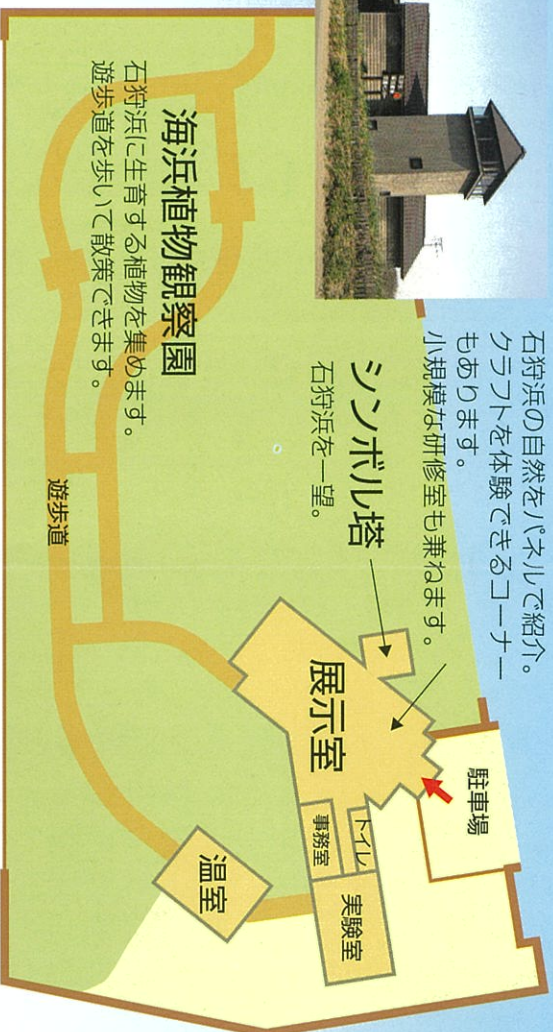 石狩浜の自然をパネルで紹介。
クラフトを体験できるコーナー
もあります。
小規模な研修室も兼ねます。
シンボル塔
石狩浜を一望。
海浜植物観察園
石狩浜に生育する植物を集めます。
遊歩道を歩いて散策できます。
遊歩道
駐車場
展示室
トイレ
事務室
実験室
温室